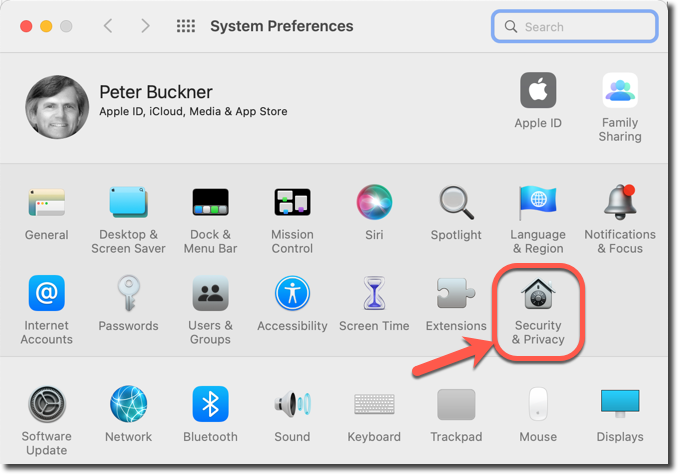 System Preferences
Search
Peter Buckner
Apple ID, iCloud, Media & App Store
Apple ID
Family
Sharing
General
Desktop &
Screen Saver
Dock &
Menu Bar
Mission
Control
Siri
Spotlight
Language
& Region
Notifications
& Focus
Internet
Accounts
Passwords
Users &
Groups
Accessibility
Screen Time
Extensions
Security
& Privacy
Software
Update
Network
Bluetooth
Sound
Keyboard
Trackpad
Mouse
Displays